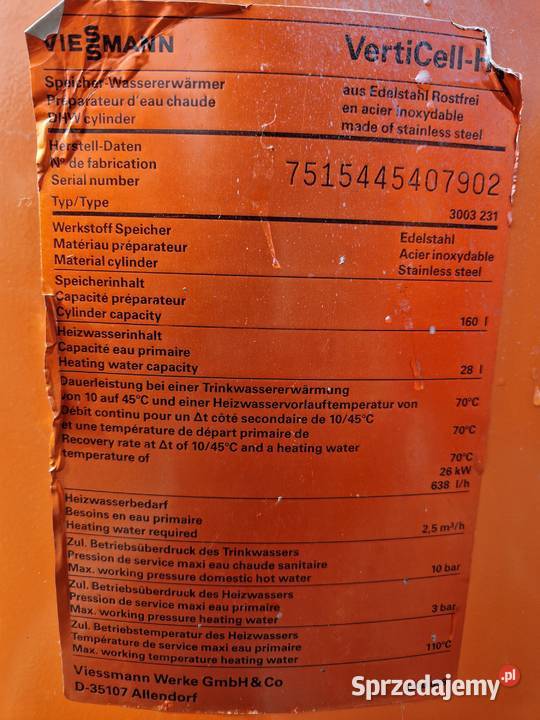 VIESSMANN
VertiCell-H
Speicher-Wassererwärmer
Préparateur d'eau chaude
DHW cylinder
aus Edelstahl Rostfrei
en acier inoxydable
made of stainless steel
Herstell-Daten
N° de fabrication
Serial number
7515445407902
Typ/Type
3003 231
Werkstoff Speicher
Matériau préparateur
Material cylinder
Edelstahl
Acier inoxydable
Stainless steel
Speicherinhalt
Capacité préparateur
Cylinder capacity
160 l
Heizwasserinhalt
Capacité eau primaire
Heating water capacity
28 l
Dauerleistung bei einer Trinkwassererwärmung
von 10 auf 45°C und einer Heizwasservorlauftemperatur von 70°C
Débit continu pour un Δt côté secondaire de 10/45°C
et une température de départ primaire de 70°C
Recovery rate at Δt of 10/45°C and a heating water
temperature of 70°C
26 kW
638 l/h
Heizwasserbedarf
Besoins en eau primaire
Heating water required
2,5 m³/h
Zul. Betriebsüberdruck des Trinkwassers
Pression de service maxi eau chaude sanitaire
Max. working pressure domestic hot water
10 bar
Zul. Betriebsüberdruck des Heizwassers
Pression de service maxi eau primaire
Max. working pressure heating water
3 bar
Zul. Betriebstemperatur des Heizwassers
Température de service maxi eau primaire
Max. working temperature heating water
110°C
Viessmann Werke GmbH & Co
D-35107 Allendorf
Sprzedajemy.pl